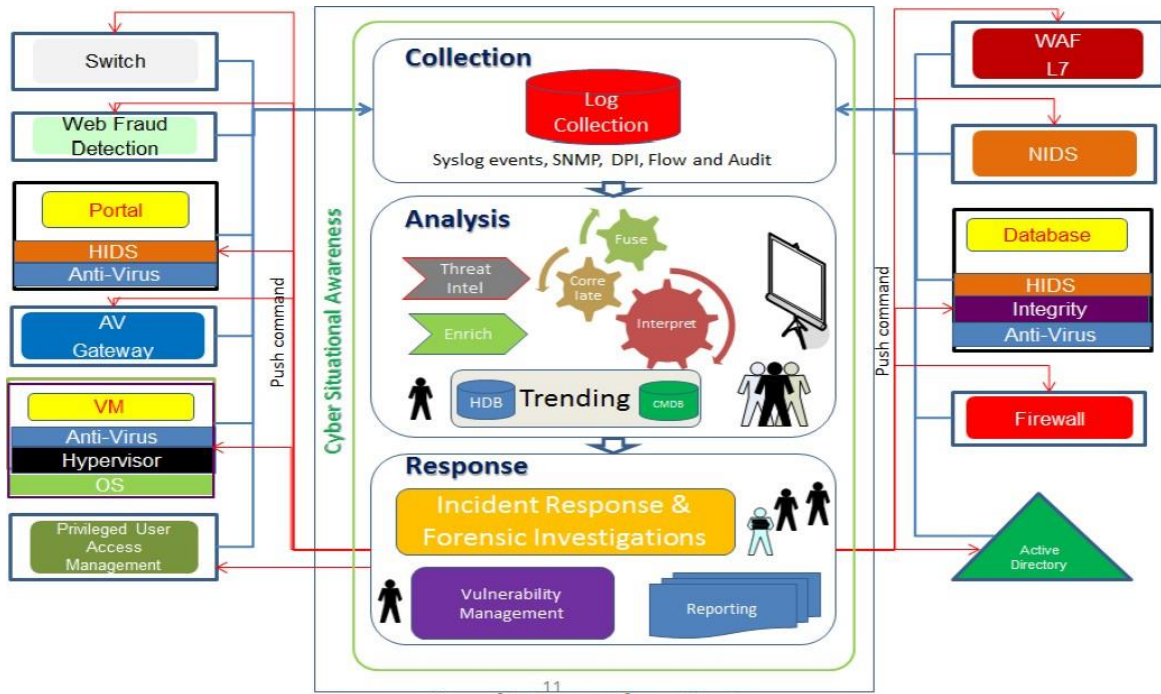 Switch
Web Fraud
Detection
Portal
HIDS
Anti-Virus
AV
Gateway
VM
Anti-Virus
Hypervisor
OS
Privileged User
Access
Management
Push command
Cyber Situational Awareness
Collection
Log
Collection
Syslog events, SNMP, DPI, Flow and Audit
Analysis
Threat
Intel
Enrich
Fuse
Corre
late
Interpret
HDB
Trending
CMDB
Response
Incident Response &
Forensic Investigations
Vulnerability
Management
Reporting
11
Push command
WAF
L7
NIDS
Database
HIDS
Integrity
Anti-Virus
Firewall
Active
Directory